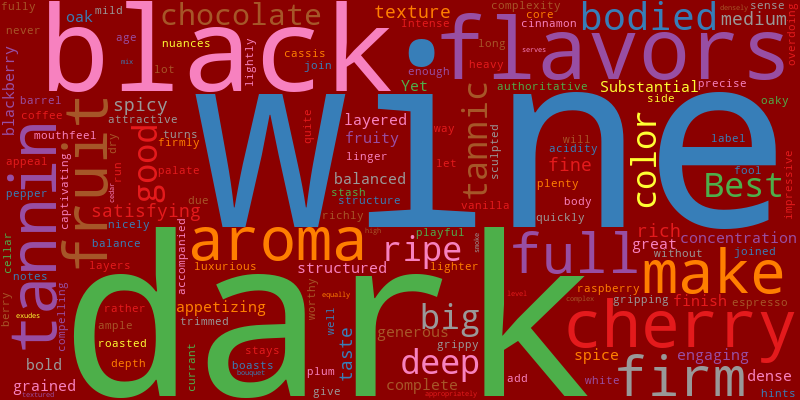 fully
mild
chocolate
texture
complexity
core
sense
densely
oak
never
black
nuances
intense
cinnamon
bodied
medium
overdoing
age
cassis
join
lightly
long
flavors
mix
lot
heavy
serves
enough
Yet
authoritative
Substantial
precise
blackberry
barrel
spicy
side
oaky
coffee
attractive
layered
wine
tannic
sculpted
way
label
mouthfeel
turns
firmly
fruity
quite
will
acidity
color
tannin
fruit
dry
good
linger
let
fine
appeal
run
palate
balanced
fool
impressive
captivating
pepper
cedar
stash
structure
plenty
body
Best
due
richly
vanilla
quickly
satisfying
nicely
high
playful
rich
cellar
balance
accompanied
aroma
ripe
smoke
full
great
concentration
without
joined
layers
luxurious
structured
lighter
make
notes
dark
raspberry
berry
compelling
exudes
appetizing
worthy
equally
level
gripping
finish
espresso
rather
trimmed
well
big
complex
cherry
ample
generous
grippy
roasted
stays
taste
deep
spice
engaging
bold
depth
currant
boasts
bouquet
plum
firm
dense
grained
textured
give
complete
appropriately
add
white
hints